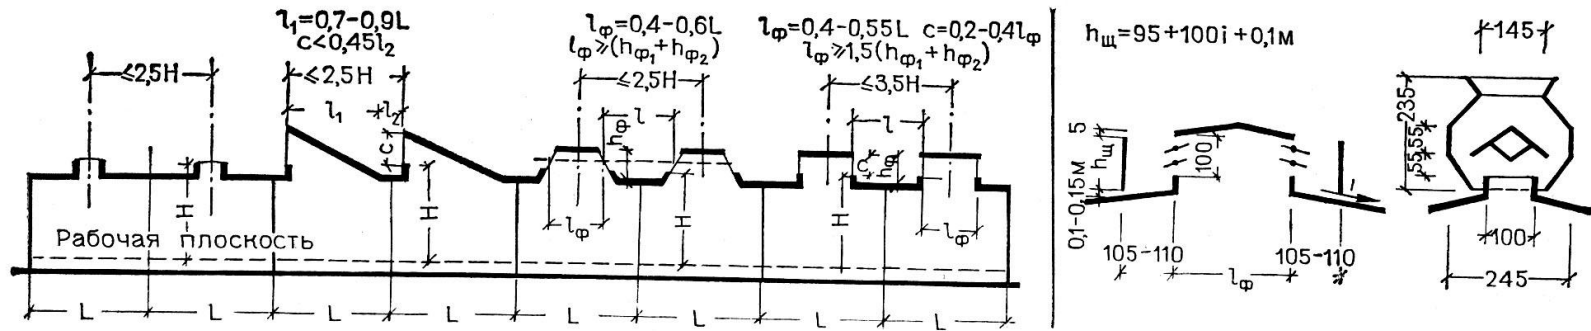 l₁=0,7-0,9L
c<0,45l₂
≤2,5H
≤2,5H
l₁
l₂
c
lф=0,4-0,6L
lф⩾(hф₁+hф₂)
≤2,5H
l
hф
lф=0,4-0,55L c=0,2-0,4lф
lф⩾1,5(hф₁+hф₂)
≤3,5H
l
c
hф
H
H
lф
H
H
lф
Рабочая плоскость
L L L L L L L L
hщ=95+100i+0,1м
5
hщ
100
0,1-0,15м
i
105-110
lф
105-110
145
235
55 55
100
245